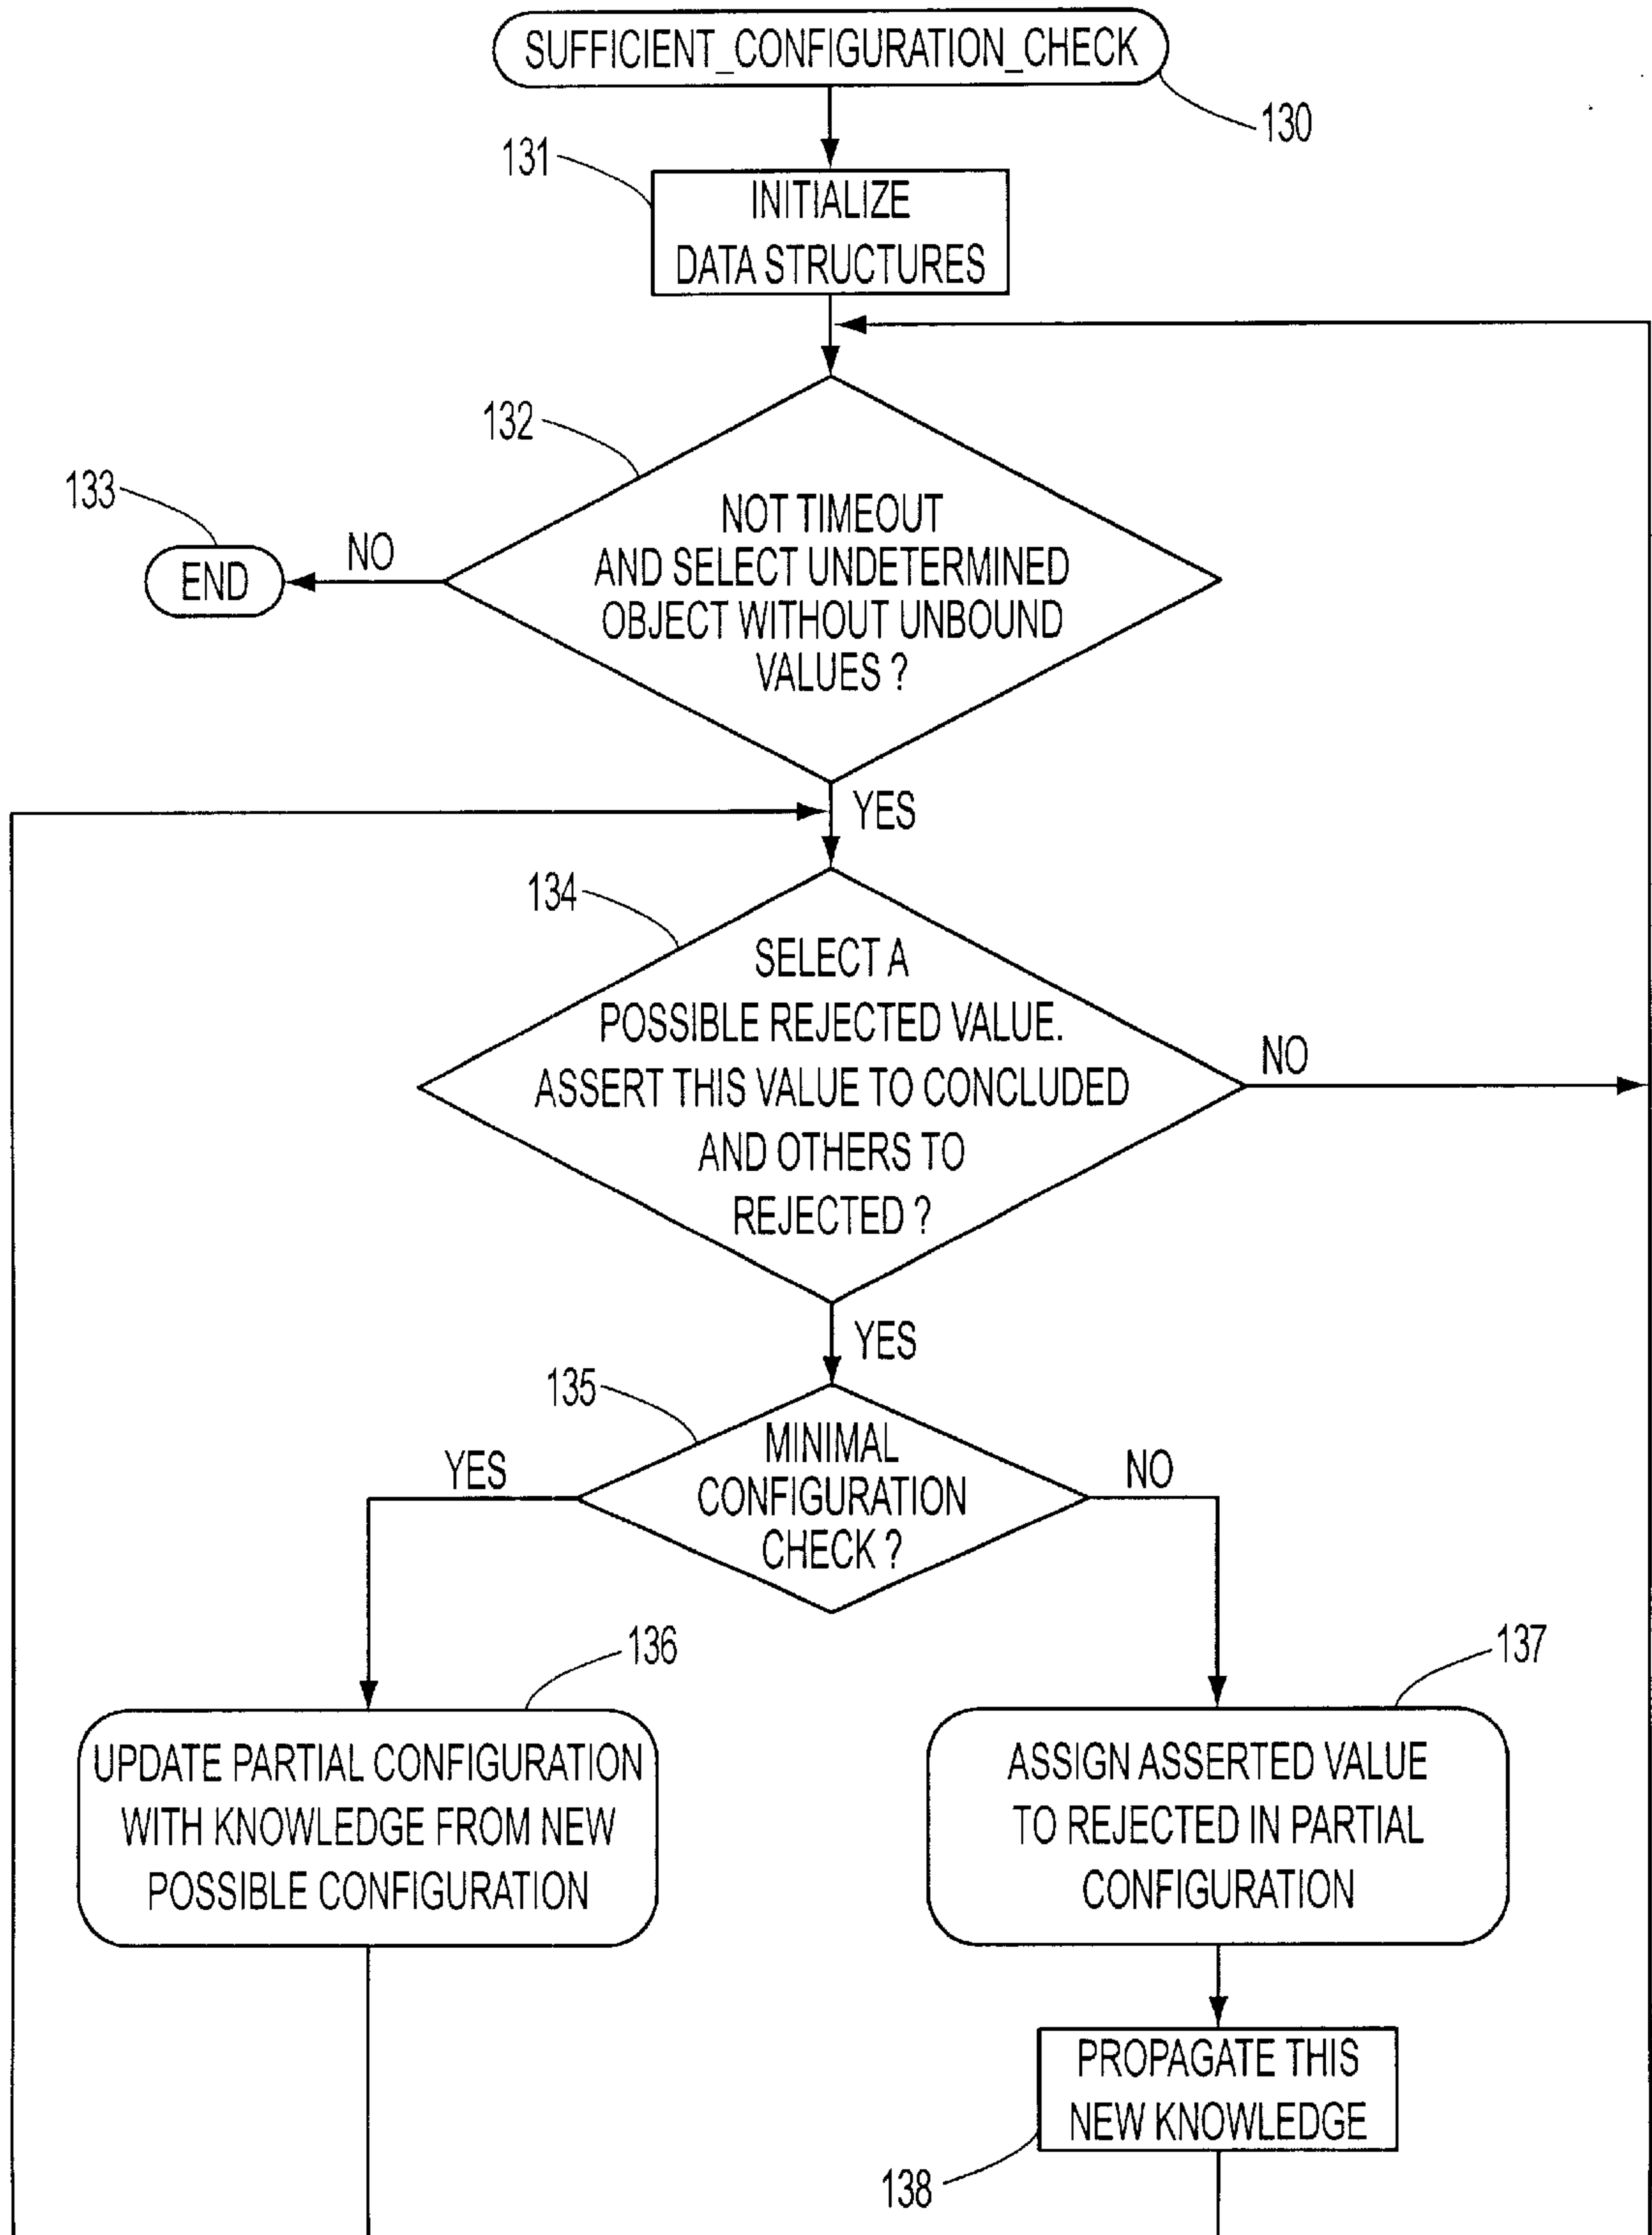 SUFFICIENT_CONFIGURATION_CHECK
130
131
INITIALIZE
DATA STRUCTURES
132
133
NOT TIMEOUT
AND SELECT UNDETERMINED
OBJECT WITHOUT UNBOUND
VALUES ?
NO
END
YES
134
SELECT A
POSSIBLE REJECTED VALUE.
ASSERT THIS VALUE TO CONCLUDED
AND OTHERS TO
REJECTED ?
NO
YES
135
MINIMAL
CONFIGURATION
CHECK ?
YES
NO
136
137
UPDATE PARTIAL CONFIGURATION
WITH KNOWLEDGE FROM NEW
POSSIBLE CONFIGURATION
ASSIGN ASSERTED VALUE
TO REJECTED IN PARTIAL
CONFIGURATION
PROPAGATE THIS
NEW KNOWLEDGE
138